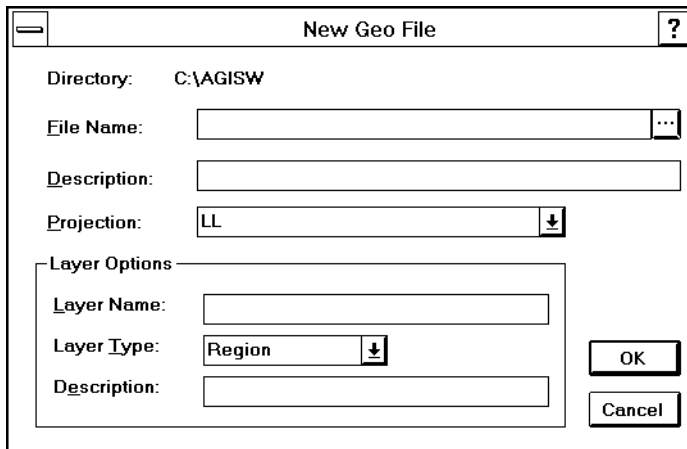 New Geo File ?
Directory: C:\AGISW
File Name: ...
Description:
Projection: LL
Layer Options
Layer Name:
Layer Type: Region
Description:
OK
Cancel